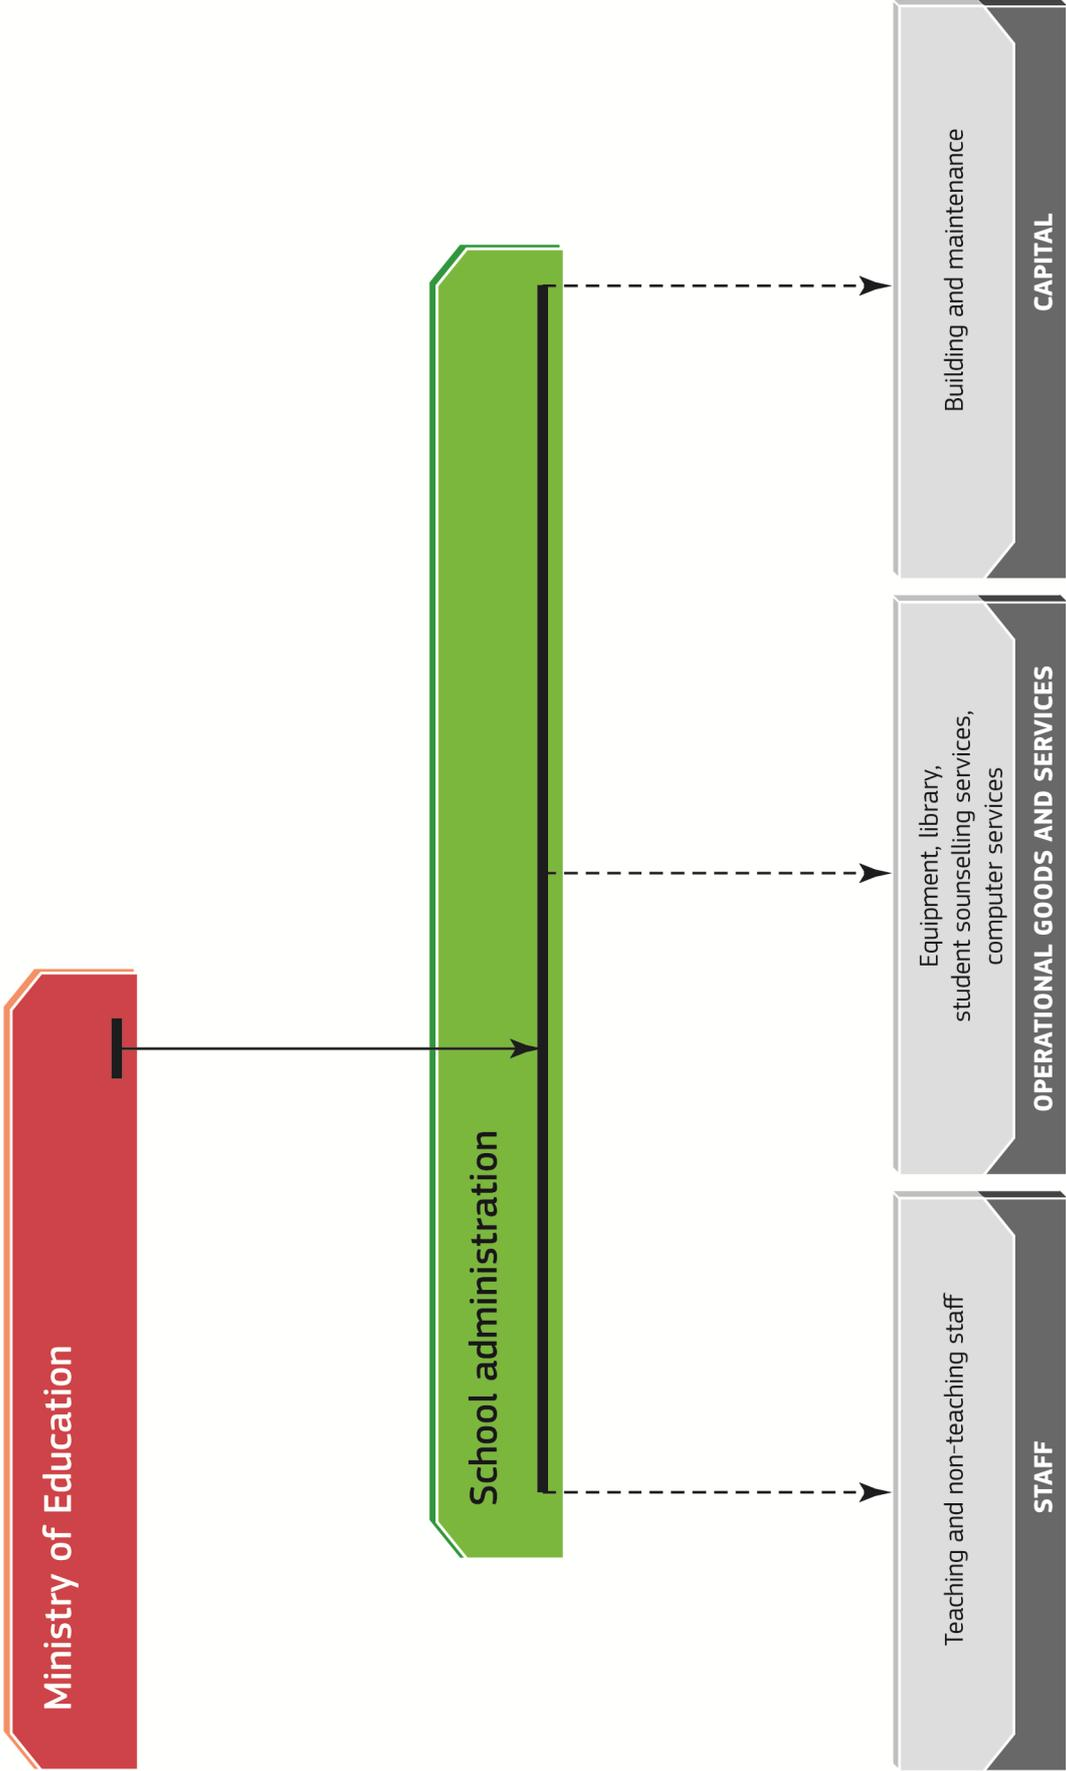 Ministry of Education
School administration
Teaching and non-teaching staff
STAFF
Equipment, library,
student sounselling services,
computer services
OPERATIONAL GOODS AND SERVICES
Building and maintenance
CAPITAL